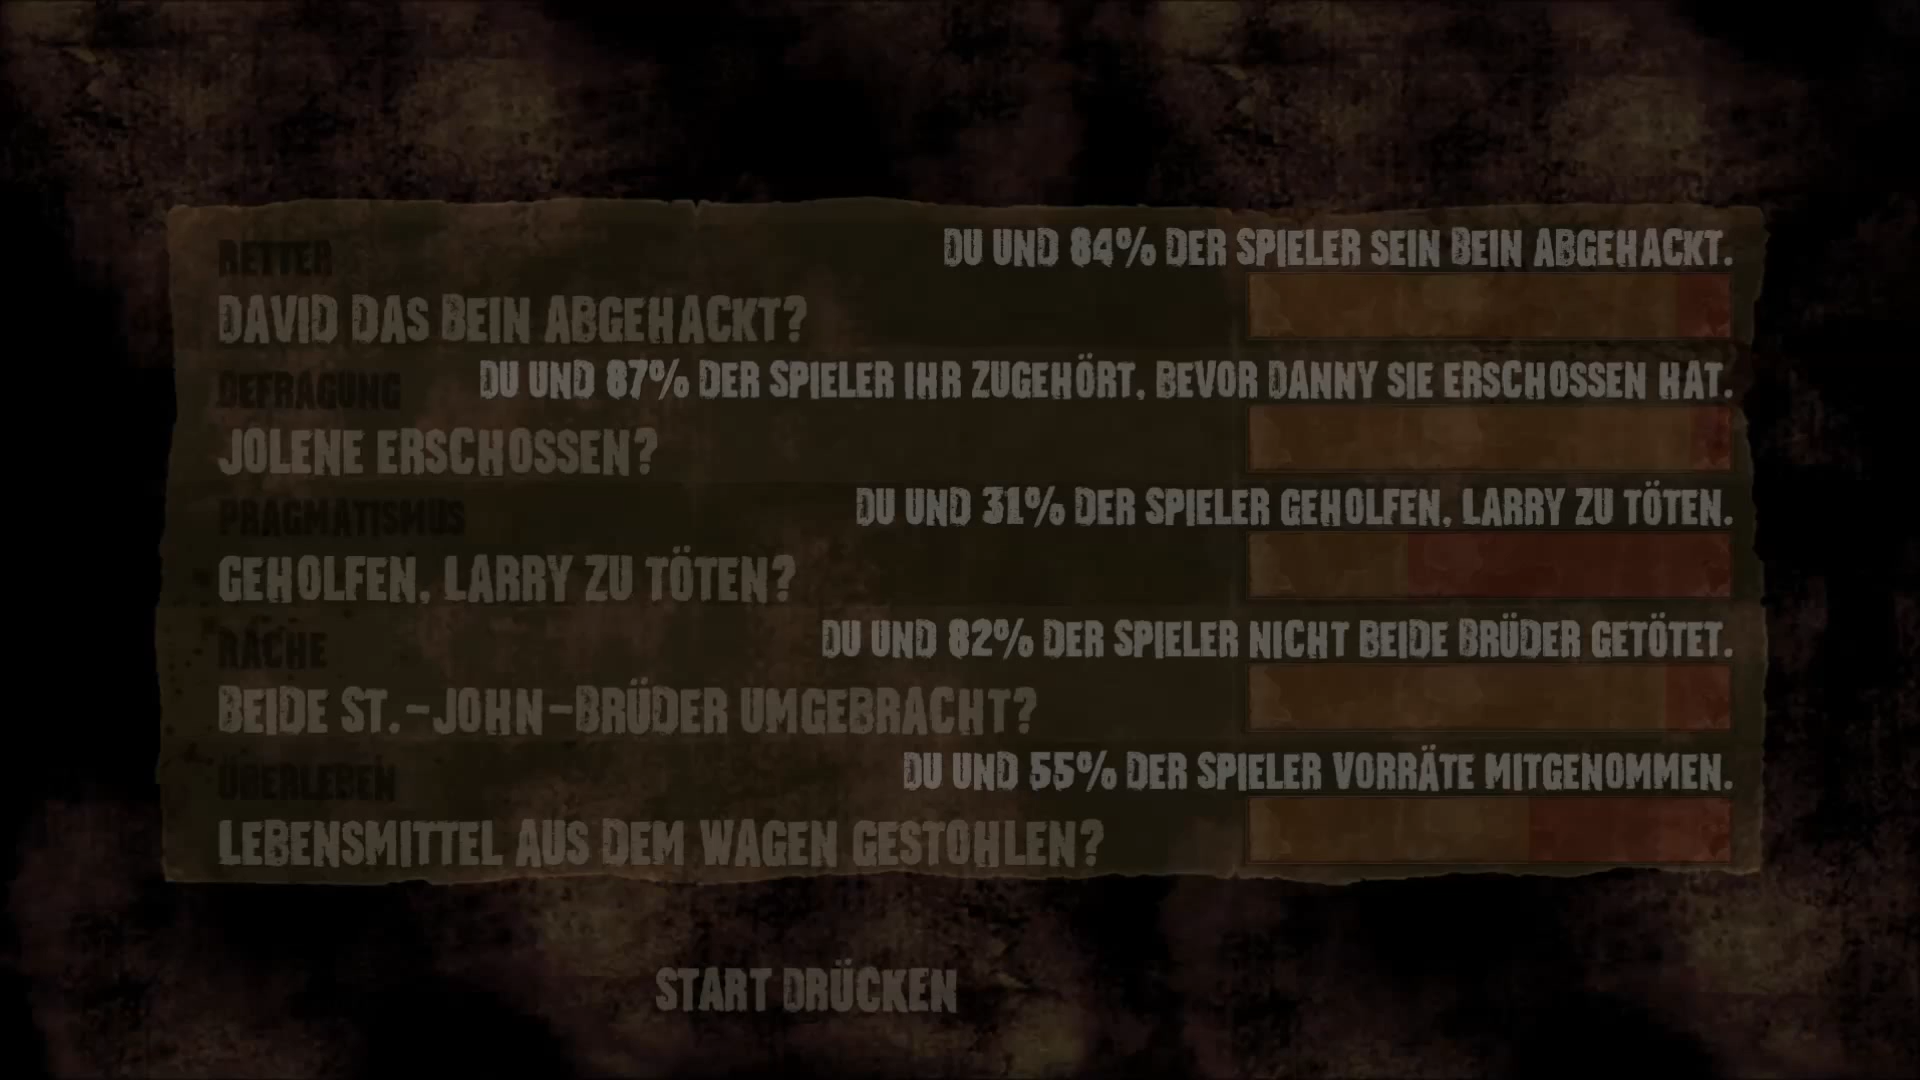 RETTER
DU UND 84% DER SPIELER SEIN BEIN ABGEHACKT.
DAVID DAS BEIN ABGEHACKT?
DEFRAGUNG
DU UND 87% DER SPIELER IHR ZUGEHÖRT, BEVOR DANNY SIE ERSCHOSSEN HAT.
JOLENE ERSCHOSSEN?
PRAGMATISMUS
DU UND 31% DER SPIELER GEHOLFEN, LARRY ZU TÖTEN.
GEHOLFEN, LARRY ZU TÖTEN?
RACHE
DU UND 82% DER SPIELER NICHT BEIDE BRÜDER GETÖTET.
BEIDE ST.-JOHN-BRÜDER UMGEBRACHT?
ÜBERLEBEN
DU UND 55% DER SPIELER VORRÄTE MITGENOMMEN.
LEBENSMITTEL AUS DEM WAGEN GESTOHLEN?
START DRÜCKEN